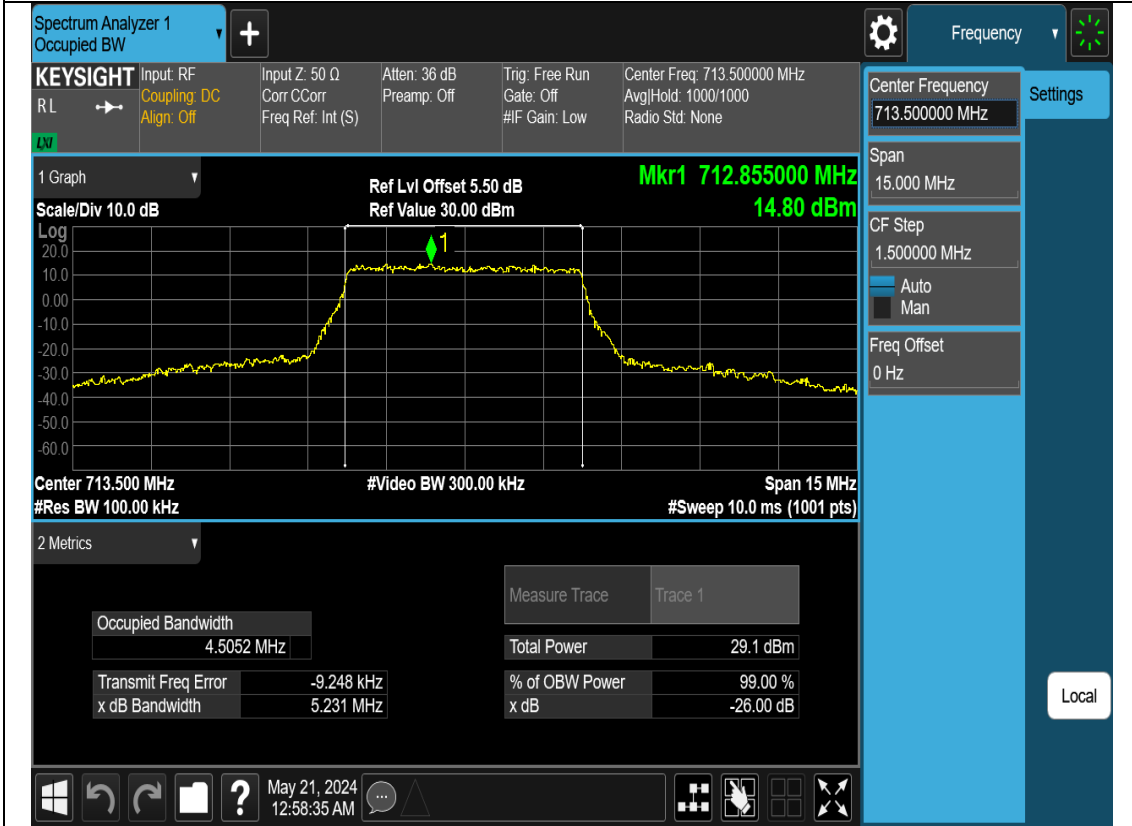 Spectrum Analyzer 1
Occupied BW
Frequency
KEYSIGHT
R L
LXI
Input: RF
Coupling: DC
Align: Off
Input Z: 50 Ω
Corr CCorr
Freq Ref: Int (S)
Atten: 36 dB
Preamp: Off
Trig: Free Run
Gate: Off
#IF Gain: Low
Center Freq: 713.500000 MHz
Avg|Hold: 1000/1000
Radio Std: None
Center Frequency
713.500000 MHz
Settings
Span
15.000 MHz
CF Step
1.500000 MHz
Auto
Man
Freq Offset
0 Hz
Local
1 Graph
Scale/Div 10.0 dB
Ref Lvl Offset 5.50 dB
Ref Value 30.00 dBm
Mkr1 712.855000 MHz
14.80 dBm
Log
1
20.0
10.0
0.00
-10.0
-20.0
-30.0
-40.0
-50.0
-60.0
Center 713.500 MHz
#Video BW 300.00 kHz
Span 15 MHz
#Res BW 100.00 kHz
#Sweep 10.0 ms (1001 pts)
2 Metrics
Measure Trace Trace 1
Occupied Bandwidth
4.5052 MHz
Total Power 29.1 dBm
Transmit Freq Error -9.248 kHz
% of OBW Power 99.00 %
x dB Bandwidth 5.231 MHz
x dB -26.00 dB
?
May 21, 2024
12:58:35 AM